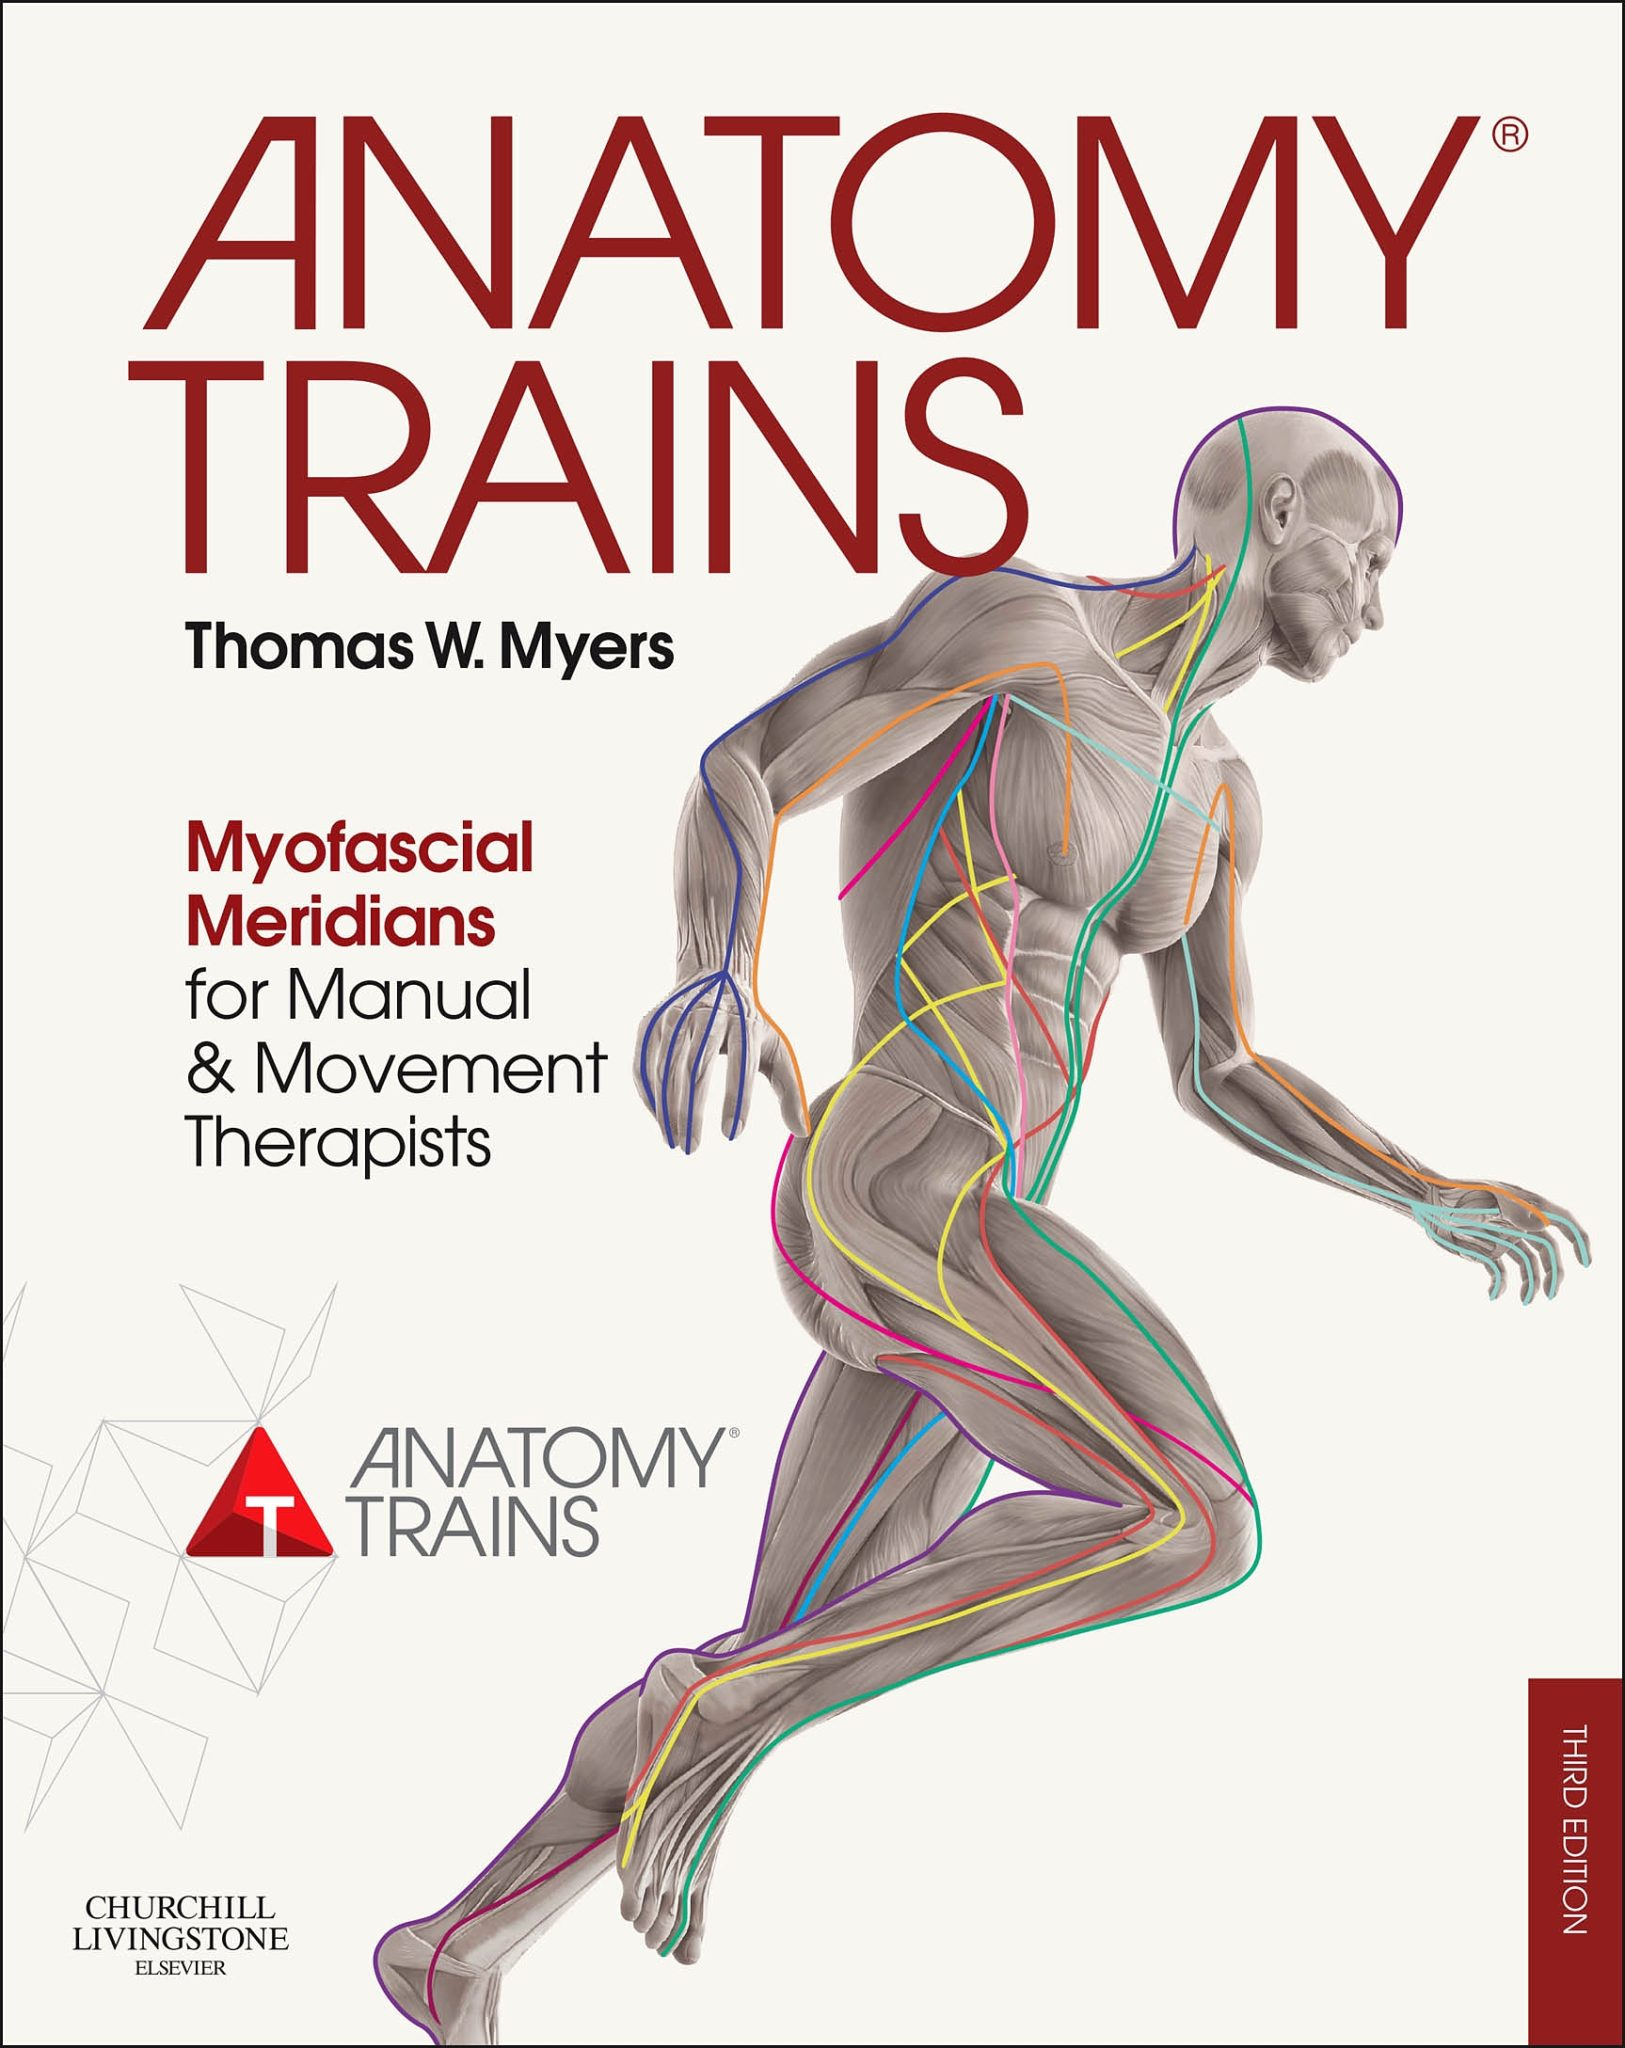 ANATOMY®
TRAINS
Thomas W. Myers
Myofascial
Meridians
for Manual
& Movement
Therapists
T
ANATOMY®
TRAINS
CHURCHILL
LIVINGSTONE
ELSEVIER
THIRD EDITION